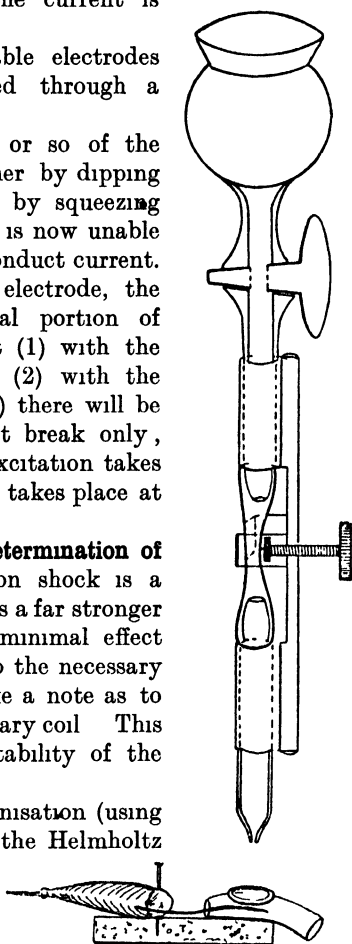 he current is
ble electrodes
ed through a
or so of the
her by dipping
by squeezing
is now unable
onduct current.
electrode, the
al portion of
(1) with the
(2) with the
) there will be
t break only,
xcitation takes
takes place at
etermination of
on shock is a
s a far stronger
minimal effect
o the necessary
e a note as to
ary coil This
tability of the
nisation (using
the Helmholtz